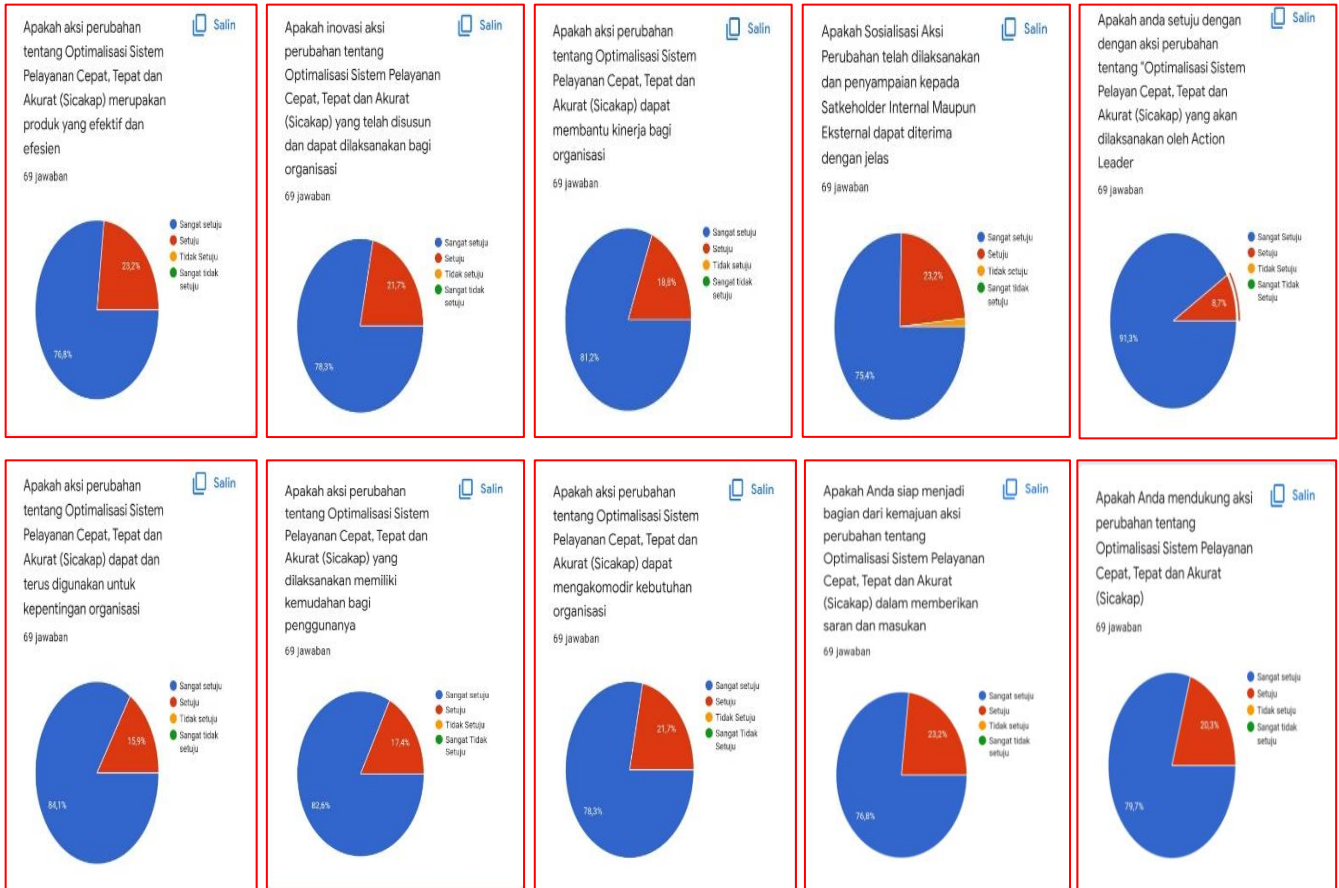 Apakah aksi perubahan
tentang Optimalisasi Sistem
Pelayanan Cepat, Tepat dan
Akurat (Sicakap) merupakan
produk yang efektif dan
efesien
Salin
69 jawaban
Sangat setuju
Setuju
Tidak Setuju
Sangat tidak
setuju
23,2%
76,8%
Apakah inovasi aksi
perubahan tentang
Optimalisasi Sistem Pelayanan
Cepat, Tepat dan Akurat
(Sicakap) yang telah disusun
dan dapat dilaksanakan bagi
organisasi
Salin
69 jawaban
Sangat setuju
Setuju
Tidak setuju
Sangat tidak
setuju
21,7%
78,3%
Apakah aksi perubahan
tentang Optimalisasi Sistem
Pelayanan Cepat, Tepat dan
Akurat (Sicakap) dapat
membantu kinerja bagi
organisasi
Salin
69 jawaban
Sangat setuju
Setuju
Tidak setuju
Sangat tidak
setuju
18,8%
81,2%
Apakah Sosialisasi Aksi
Perubahan telah dilaksanakan
dan penyampaian kepada
Satkeholder Internal Maupun
Eksternal dapat diterima
dengan jelas
Salin
69 jawaban
Sangat setuju
Setuju
Tidak setuju
Sangat tidak
setuju
23,2%
75,4%
Apakah anda setuju dengan
dengan aksi perubahan
tentang "Optimalisasi Sistem
Pelayan Cepat, Tepat dan
Akurat (Sicakap) yang akan
dilaksanakan oleh Action
Leader
Salin
69 jawaban
Sangat Setuju
Setuju
Tidak Setuju
Sangat Tidak
Setuju
8,7%
91,3%
Apakah aksi perubahan
tentang Optimalisasi Sistem
Pelayanan Cepat, Tepat dan
Akurat (Sicakap) dapat dan
terus digunakan untuk
kepentingan organisasi
Salin
69 jawaban
Sangat setuju
Setuju
Tidak setuju
Sangat tidak
setuju
15,9%
84,1%
Apakah aksi perubahan
tentang Optimalisasi Sistem
Pelayanan Cepat, Tepat dan
Akurat (Sicakap) yang
dilaksanakan memiliki
kemudahan bagi
penggunanya
Salin
69 jawaban
Sangat setuju
Setuju
Tidak Setuju
Sangat Tidak
Setuju
17,4%
82,6%
Apakah aksi perubahan
tentang Optimalisasi Sistem
Pelayanan Cepat, Tepat dan
Akurat (Sicakap) dapat
mengakomodir kebutuhan
organisasi
Salin
69 jawaban
Sangat setuju
Setuju
Tidak Setuju
Sangat Tidak
Setuju
21,7%
78,3%
Apakah Anda siap menjadi
bagian dari kemajuan aksi
perubahan tentang
Optimalisasi Sistem Pelayanan
Cepat, Tepat dan Akurat
(Sicakap) dalam memberikan
saran dan masukan
Salin
69 jawaban
Sangat setuju
Setuju
Tidak setuju
Sangat tidak
setuju
23,2%
76,8%
Apakah Anda mendukung aksi
perubahan tentang
Optimalisasi Sistem Pelayanan
Cepat, Tepat dan Akurat
(Sicakap)
Salin
69 jawaban
Sangat setuju
Setuju
Tidak setuju
Sangat tidak
setuju
20,3%
79,7%